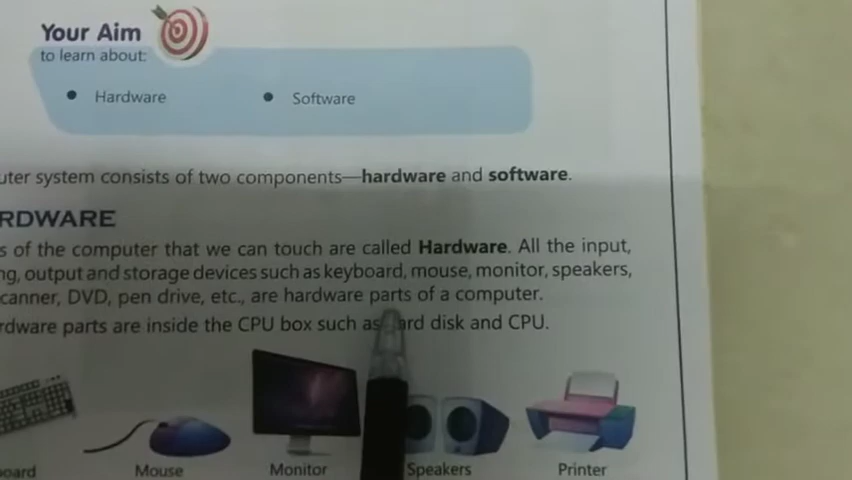 Your Aim
to learn about:
• Hardware • Software
uter system consists of two components—hardware and software.
RDWARE
s of the computer that we can touch are called Hardware. All the input,
ng, output and storage devices such as keyboard, mouse, monitor, speakers,
canner, DVD, pen drive, etc., are hardware parts of a computer.
rdware parts are inside the CPU box such as ard disk and CPU.
oard Mouse Monitor Speakers Printer